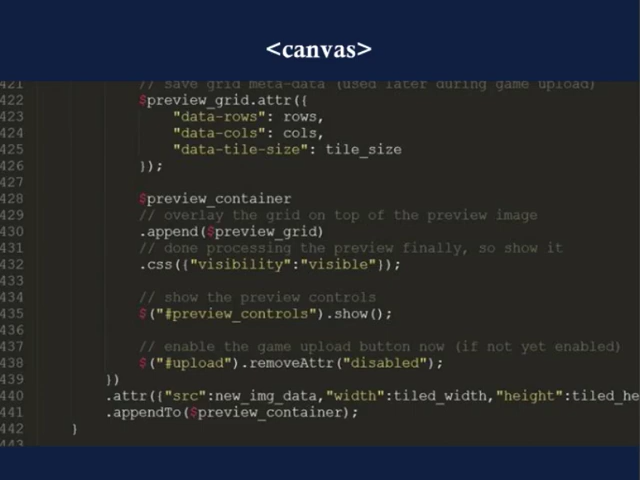 <canvas>
421 // save grid meta-data (used later during game upload)
422 $preview_grid.attr({
423 "data-rows": rows,
424 "data-cols": cols,
425 "data-tile-size": tile_size
426 });
427
428 $preview_container
429 // overlay the grid on top of the preview image
430 .append($preview_grid)
431 // done processing the preview finally, so show it
432 .css({"visibility":"visible"});
433
434 // show the preview controls
435 $("#preview_controls").show();
436
437 // enable the game upload button now (if not yet enabled)
438 $("#upload").removeAttr("disabled");
439 })
440 .attr({"src":new_img_data,"width":tiled_width,"height":tiled_he
441 .appendTo($preview_container);
442 }
443